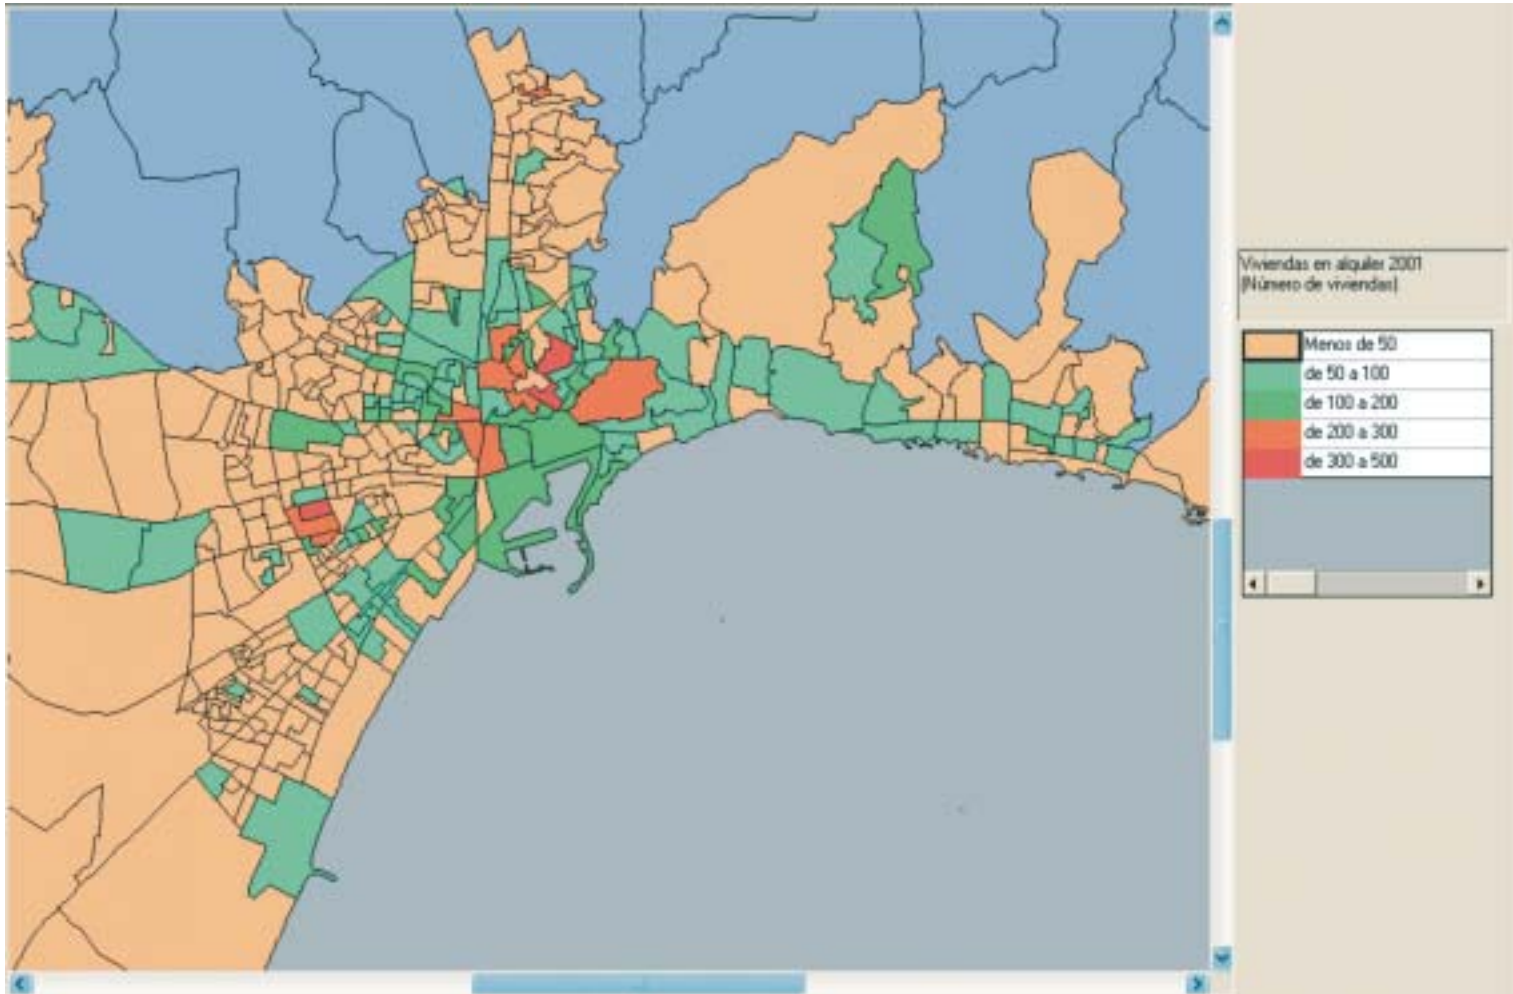 Viviendas en alquiler 2001
(Número de viviendas)
Menos de 50
de 50 a 100
de 100 a 200
de 200 a 300
de 300 a 500